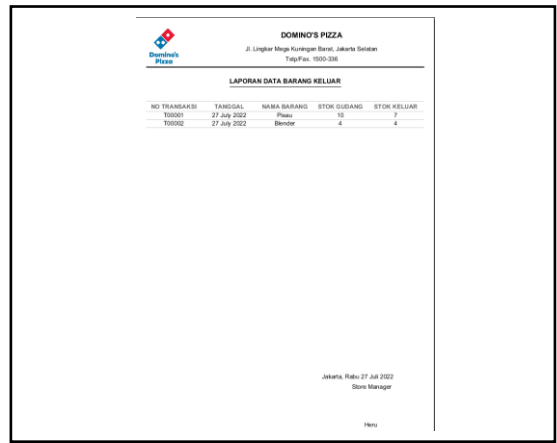 Domino's
Pizza
DOMINO'S PIZZA
Jl. Lingkar Mega Kuningan Barat, Jakarta Selatan
Telp/Fax. 1500-336
LAPORAN DATA BARANG KELUAR
NO TRANSAKSI TANGGAL NAMA BARANG STOK GUDANG STOK KELUAR
T00001 27 July 2022 Pisau 10 7
T00002 27 July 2022 Blender 4 4
Jakarta, Rabu 27 Juli 2022
Store Manager
Heru